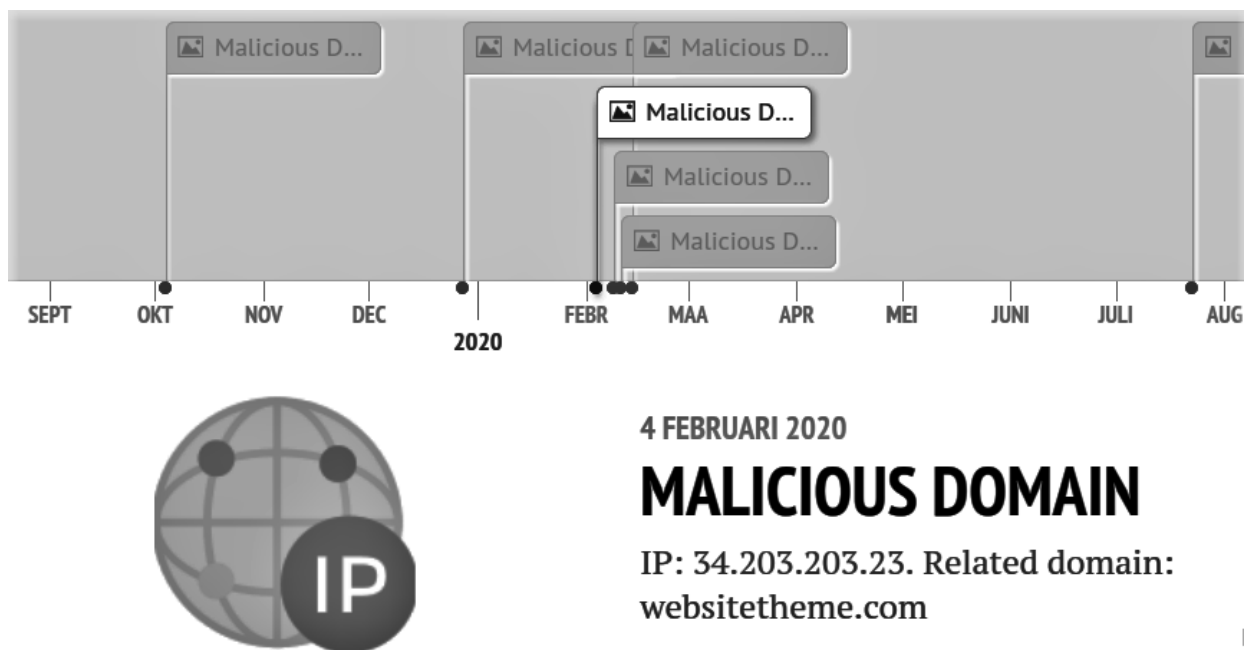 Malicious D...
Malicious D
Malicious D...
Malicious D...
Malicious D...
Malicious D...
SEPT OKT NOV DEC FEBR MAA APR MEI JUNI JULI AUG
2020
IP
4 FEBRUARI 2020
MALICIOUS DOMAIN
IP: 34.203.203.23. Related domain:
websitetheme.com